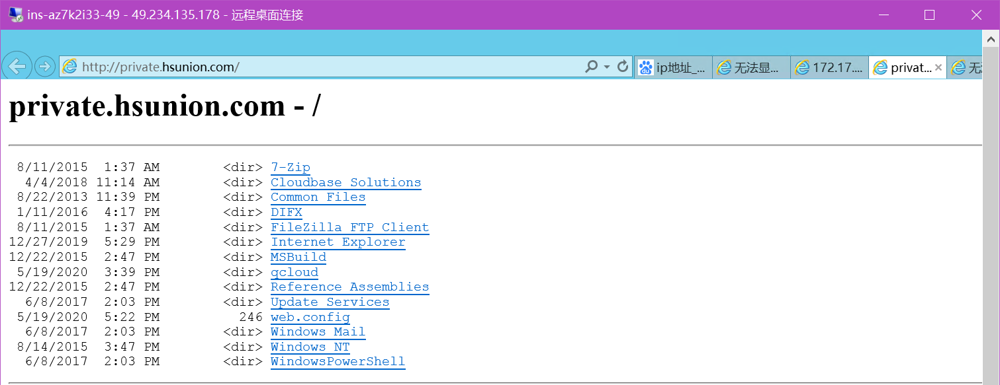 ins-az7k2i33-49 - 49.234.135.178 - 远程桌面连接
http://private.hsunion.com/ ip地址_... 无法显... 172.17.... privat...
private.hsunion.com - /
8/11/2015 1:37 AM <dir> 7-Zip
4/4/2018 11:14 AM <dir> Cloudbase Solutions
8/22/2013 11:39 PM <dir> Common Files
1/11/2016 4:17 PM <dir> DIFX
8/11/2015 1:37 AM <dir> FileZilla FTP Client
12/27/2019 5:29 PM <dir> Internet Explorer
12/22/2015 2:47 PM <dir> MSBuild
5/19/2020 3:39 PM <dir> qcloud
12/22/2015 2:47 PM <dir> Reference Assemblies
6/8/2017 2:03 PM <dir> Update Services
5/19/2020 5:22 PM 246 web.config
6/8/2017 2:03 PM <dir> Windows Mail
8/14/2015 3:47 PM <dir> Windows NT
6/8/2017 2:03 PM <dir> WindowsPowerShell